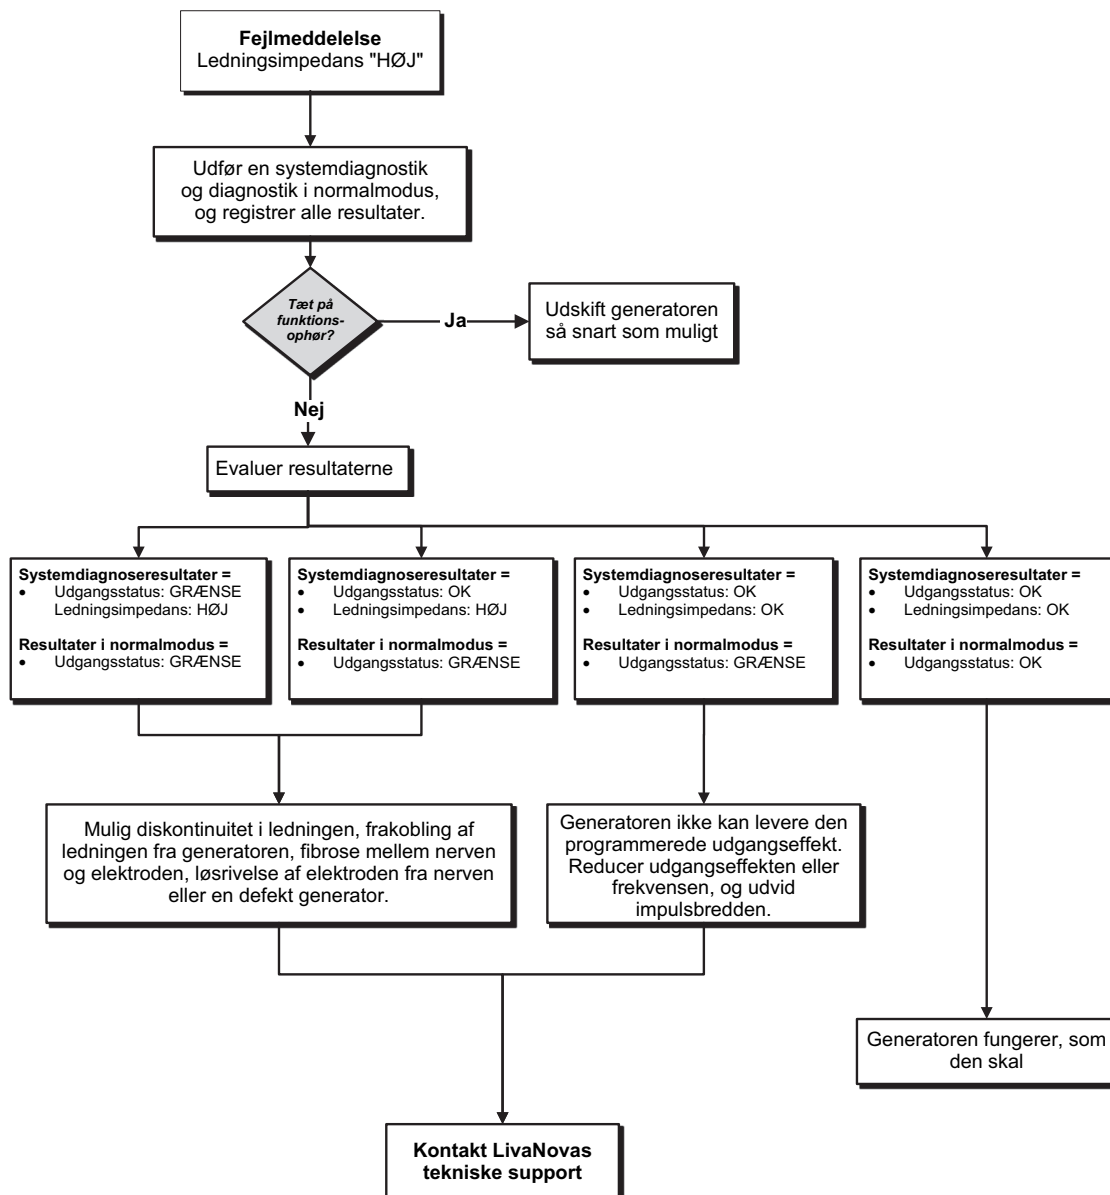 Fejlmeddelelse
Ledningsimpedans "HØJ"
Udfør en systemdiagnostik
og diagnostik i normalmodus,
og registrer alle resultater.
Tæt på
funktions-
ophør?
Ja
Udskift generatoren
så snart som muligt
Nej
Evaluer resultaterne
Systemdiagnoseresultater =
• Udgangsstatus: GRÆNSE
Ledningsimpedans: HØJ
Resultater i normalmodus =
• Udgangsstatus: GRÆNSE
Systemdiagnoseresultater =
• Udgangsstatus: OK
• Ledningsimpedans: HØJ
Resultater i normalmodus =
• Udgangsstatus: GRÆNSE
Systemdiagnoseresultater =
• Udgangsstatus: OK
• Ledningsimpedans: OK
Resultater i normalmodus =
• Udgangsstatus: GRÆNSE
Systemdiagnoseresultater =
• Udgangsstatus: OK
• Ledningsimpedans: OK
Resultater i normalmodus =
• Udgangsstatus: OK
Mulig diskontinuitet i ledningen, frakobling af
ledningen fra generatoren, fibrose mellem nerven
og elektroden, løsrivelse af elektroden fra nerven
eller en defekt generator.
Generatoren ikke kan levere den
programmerede udgangseffekt.
Reducer udgangseffekten eller
frekvensen, og udvid
impulsbredden.
Generatoren fungerer, som
den skal
Kontakt LivaNovas
tekniske support